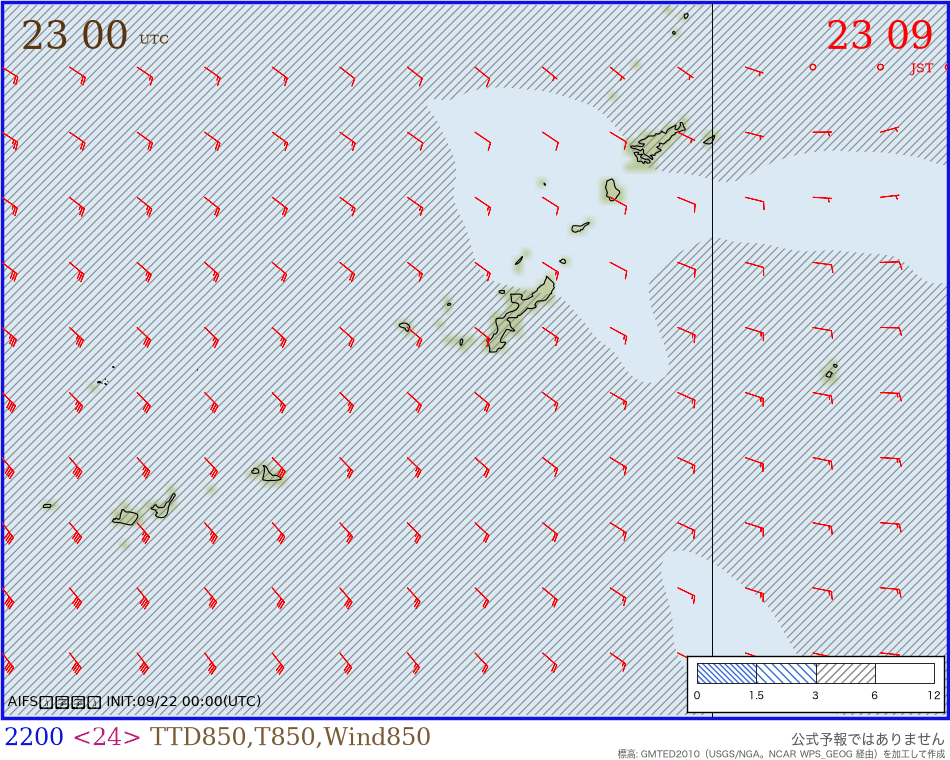 23 00 UTC
23 09
JST
0 1.5 3 6 12
AIFS INIT:09/22 00:00(UTC)
2200 <24> TTD850,T850,Wind850
公式予報ではありません
標高: GMTED2010（USGS/NGA。NCAR WPS_GEOG 経由）を加工して作成